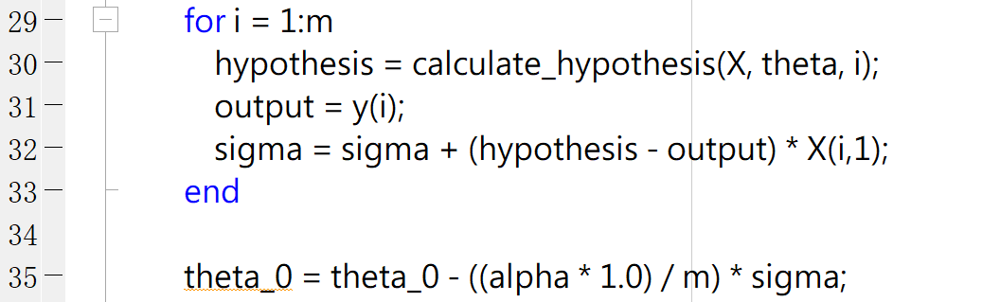 29 for i = 1:m
30 hypothesis = calculate_hypothesis(X, theta, i);
31 output = y(i);
32 sigma = sigma + (hypothesis - output) * X(i,1);
33 end
34
35 theta_0 = theta_0 - ((alpha * 1.0) / m) * sigma;